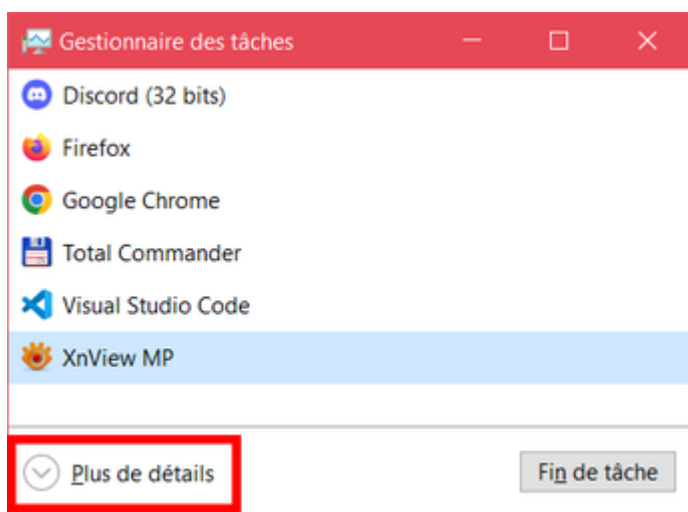 Gestionnaire des tâches
Discord (32 bits)
Firefox
Google Chrome
Total Commander
Visual Studio Code
XnView MP
Plus de détails
Fin de tâche